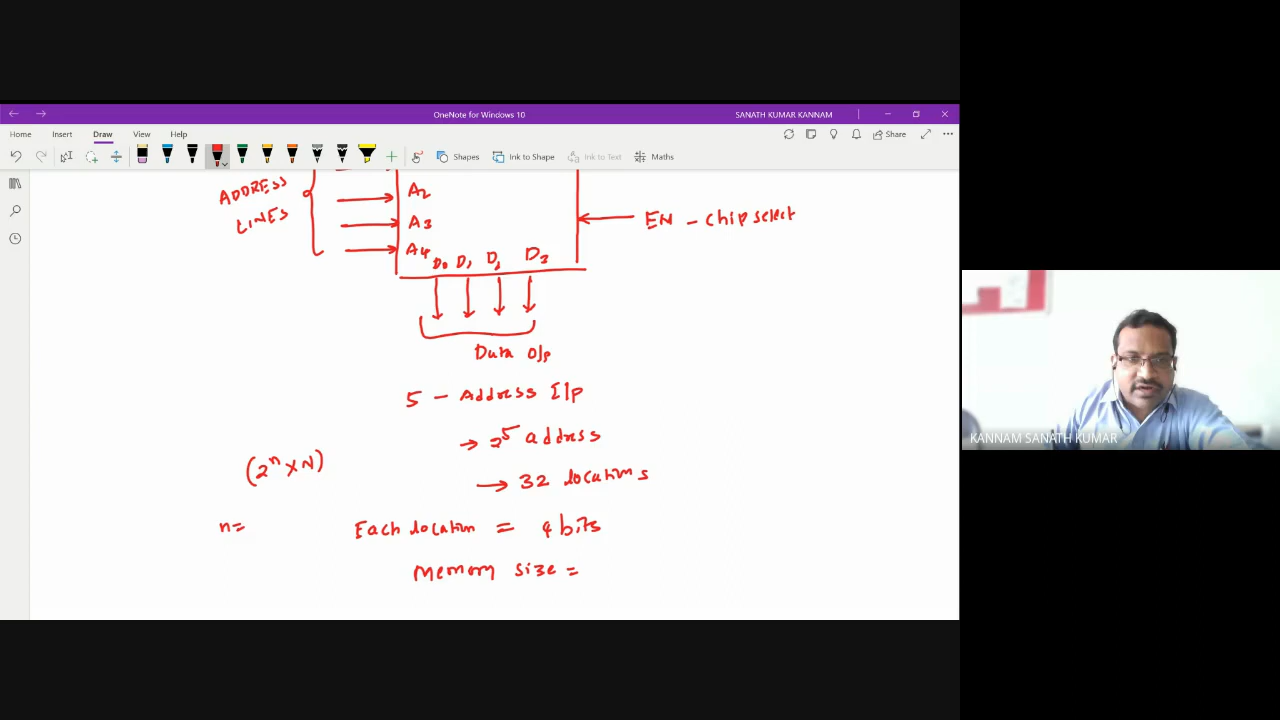 OneNote for Windows 10
SANATH KUMAR KANNAM
Home Insert Draw View Help
Share
Shapes Ink to Shape Ink to Text Maths
ADDRESS
LINES
A2
A3
A4
EN - chip select
D0 D1 D2 D3
Data O/p
5 - Address I/p
→ 2^5 address
(2^n × N)
→ 32 locations
n=
Each location = 4 bits
Memory size =
KANNAM SANATH KUMAR